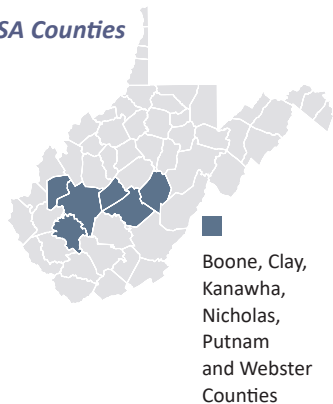 SA Counties
Boone, Clay,
Kanawha,
Nicholas,
Putnam
and Webster
Counties